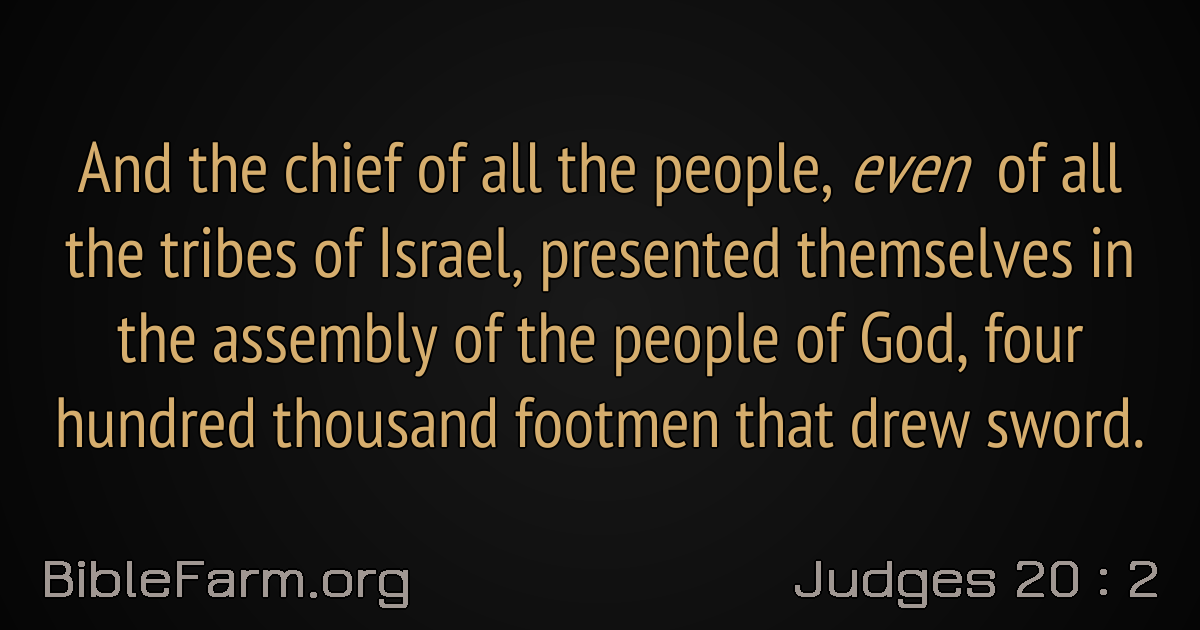 And the chief of all the people, even of all
the tribes of Israel, presented themselves in
the assembly of the people of God, four
hundred thousand footmen that drew sword.
BibleFarm.org
Judges 20 : 2